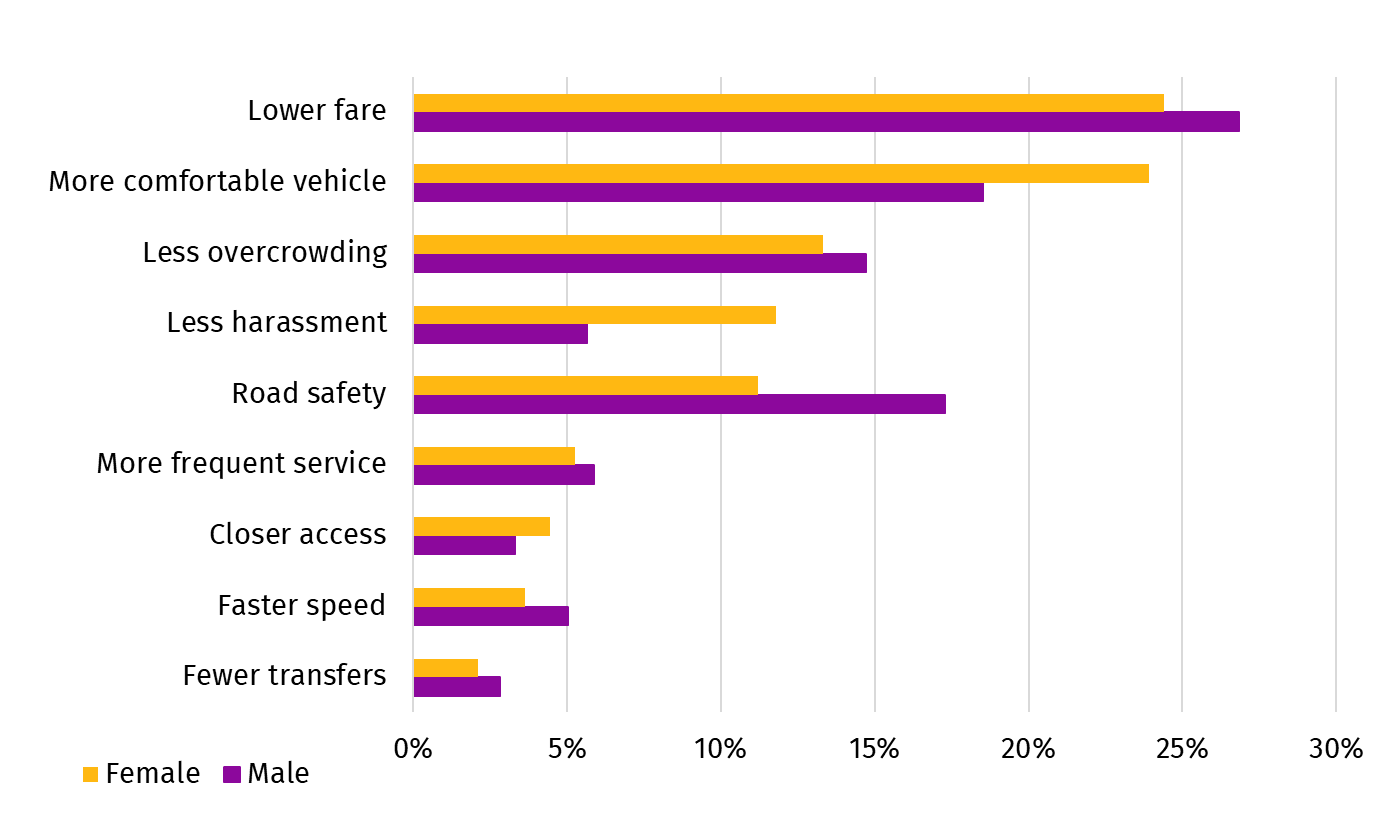 Lower fare
More comfortable vehicle
Less overcrowding
Less harassment
Road safety
More frequent service
Closer access
Faster speed
Fewer transfers
0% 5% 10% 15% 20% 25% 30%
Female Male